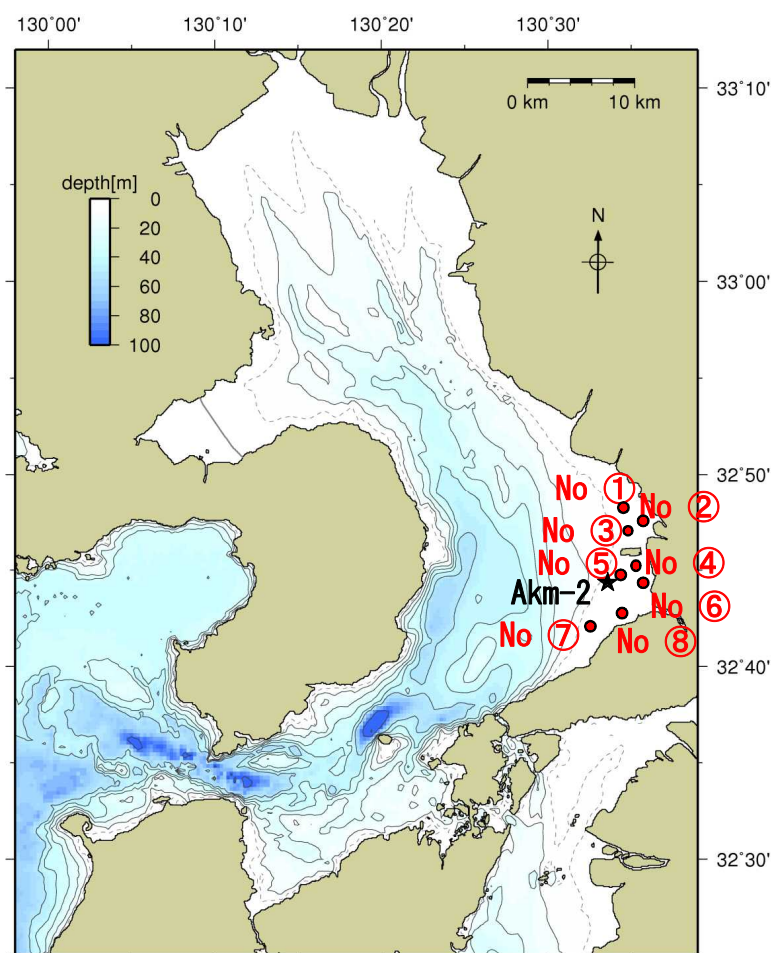 130°00' 130°10' 130°20' 130°30'
33°10'
0 km 10 km
depth[m]
0
20
40
60
80
100
N
33°00'
32°50'
No ①
No ②
No ③
No ④
No ⑤
Akm-2
No ⑥
No ⑦
No ⑧
32°40'
32°30'